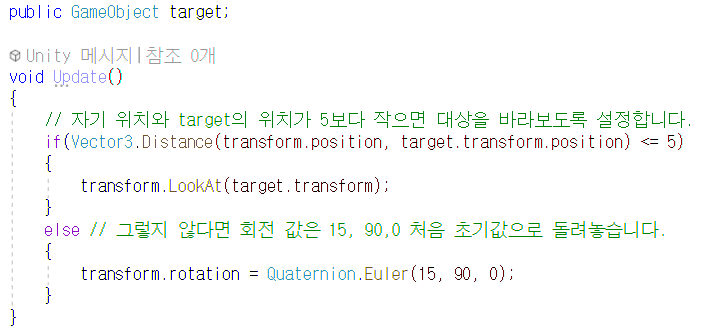 public GameObject target;
Unity 메시지|참조 0개
void Update()
{
// 자기 위치와 target의 위치가 5보다 작으면 대상을 바라보도록 설정합니다.
if(Vector3.Distance(transform.position, target.transform.position) <= 5)
{
transform.LookAt(target.transform);
}
else // 그렇지 않다면 회전 값은 15, 90,0 처음 초기값으로 돌려놓습니다.
{
transform.rotation = Quaternion.Euler(15, 90, 0);
}
}